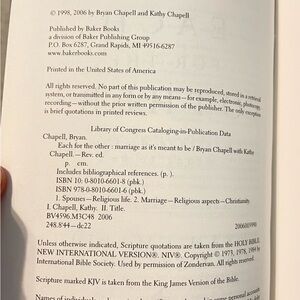 © 1998, 2006 by Bryan Chapell and Kathy Chapell
Published by Baker Books
a division of Baker Publishing Group
P.O. Box 6287, Grand Rapids, MI 49516-6287
www.bakerbooks.com
Printed in the United States of America
All rights reserved. No part of this publication may be reproduced, stored in a retrieval
system, or transmitted in any form or by any means—for example, electronic, photocopy,
recording—without the prior written permission of the publisher. The only exception
is brief quotations in printed reviews.
Library of Congress Cataloging-in-Publication Data
Chapell, Bryan.
Each for the other : marriage as it's meant to be / Bryan Chapell with Kathy
Chapell.—Rev. ed.
p. cm.
Includes bibliographical references (p. ).
ISBN 10: 0-8010-6601-8 (pbk.)
ISBN 978-0-8010-6601-6 (pbk.)
1. Spouses—Religious life. 2. Marriage—Religious aspects—Christianity.
I. Chapell, Kathy. II. Title.
BV4596.M3C48 2006
248.8'44—dc22
Unless otherwise indicated, Scripture quotations are taken from the HOLY BIBLE,
NEW INTERNATIONAL VERSION®. NIV®. Copyright © 1973, 1978, 1984 by
International Bible Society. Used by permission of Zondervan. All rights reserved.
Scripture marked KJV is taken from the King James Version of the Bible.